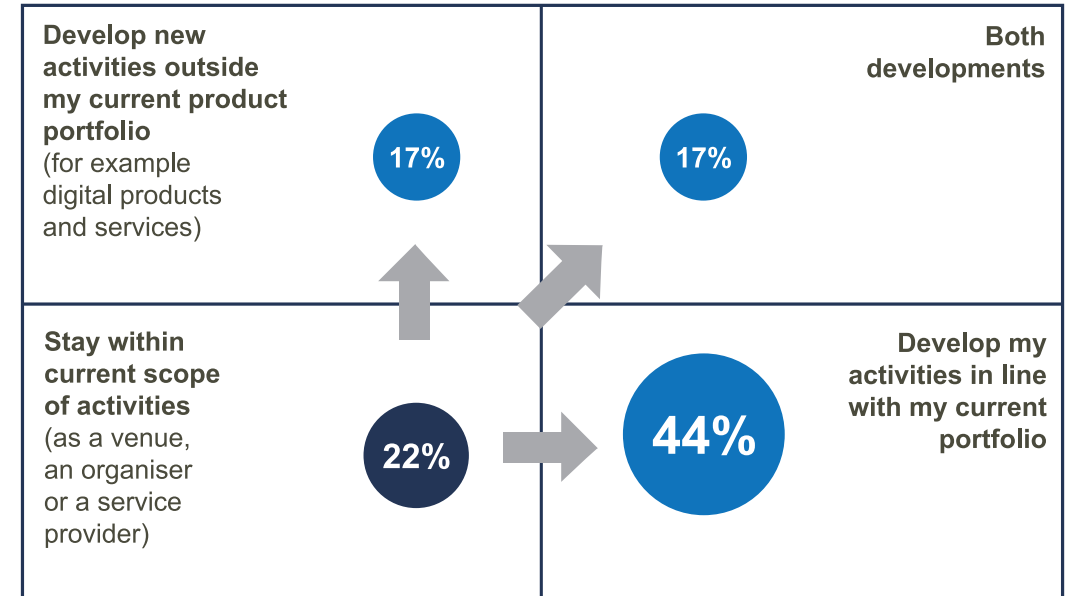 Develop new
activities outside
my current product
portfolio
(for example
digital products
and services)
17%
Both
developments
17%
Stay within
current scope
of activities
(as a venue,
an organiser
or a service
provider)
22%
Develop my
activities in line
with my current
portfolio
44%